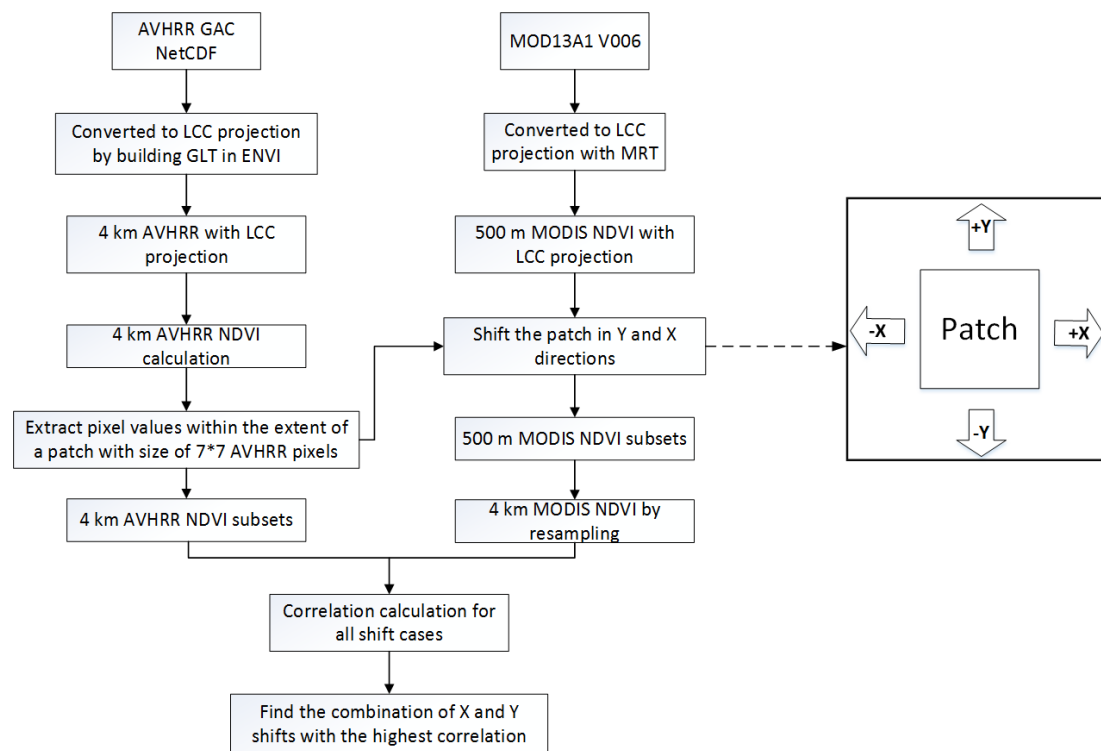 AVHRR GAC
NetCDF
Converted to LCC projection
by building GLT in ENVI
4 km AVHRR with LCC
projection
4 km AVHRR NDVI
calculation
Extract pixel values within the extent of
a patch with size of 7*7 AVHRR pixels
4 km AVHRR NDVI subsets
MOD13A1 V006
Converted to LCC
projection with MRT
500 m MODIS NDVI with
LCC projection
Shift the patch in Y and X
directions
500 m MODIS NDVI subsets
4 km MODIS NDVI by
resampling
Correlation calculation for
all shift cases
Find the combination of X and Y
shifts with the highest correlation
+Y
-X
Patch
+X
-Y